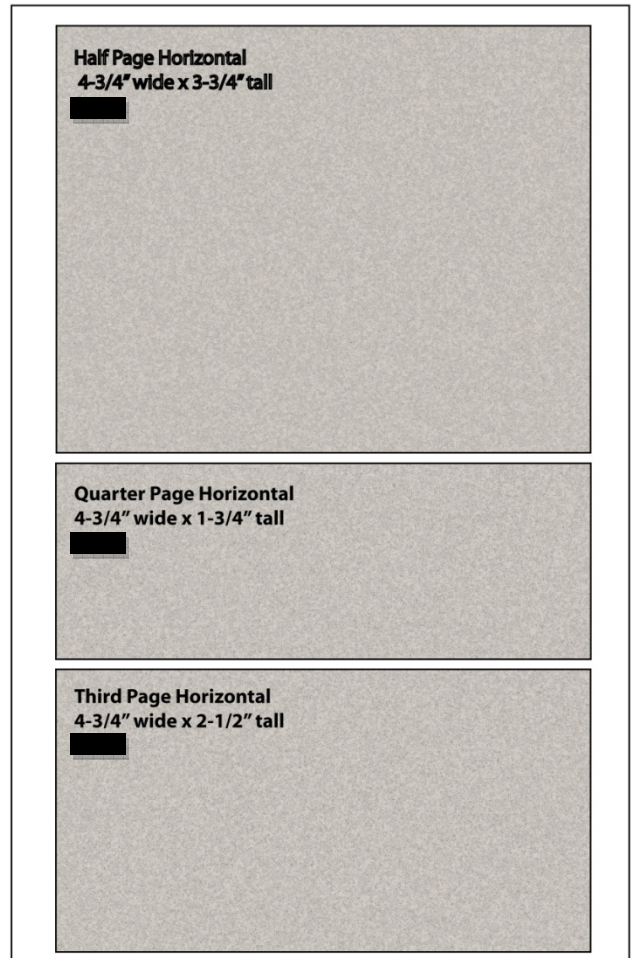 Half Page Horizontal
4-3/4” wide x 3-3/4” tall
Quarter Page Horizontal
4-3/4” wide x 1-3/4” tall
Third Page Horizontal
4-3/4” wide x 2-1/2” tall